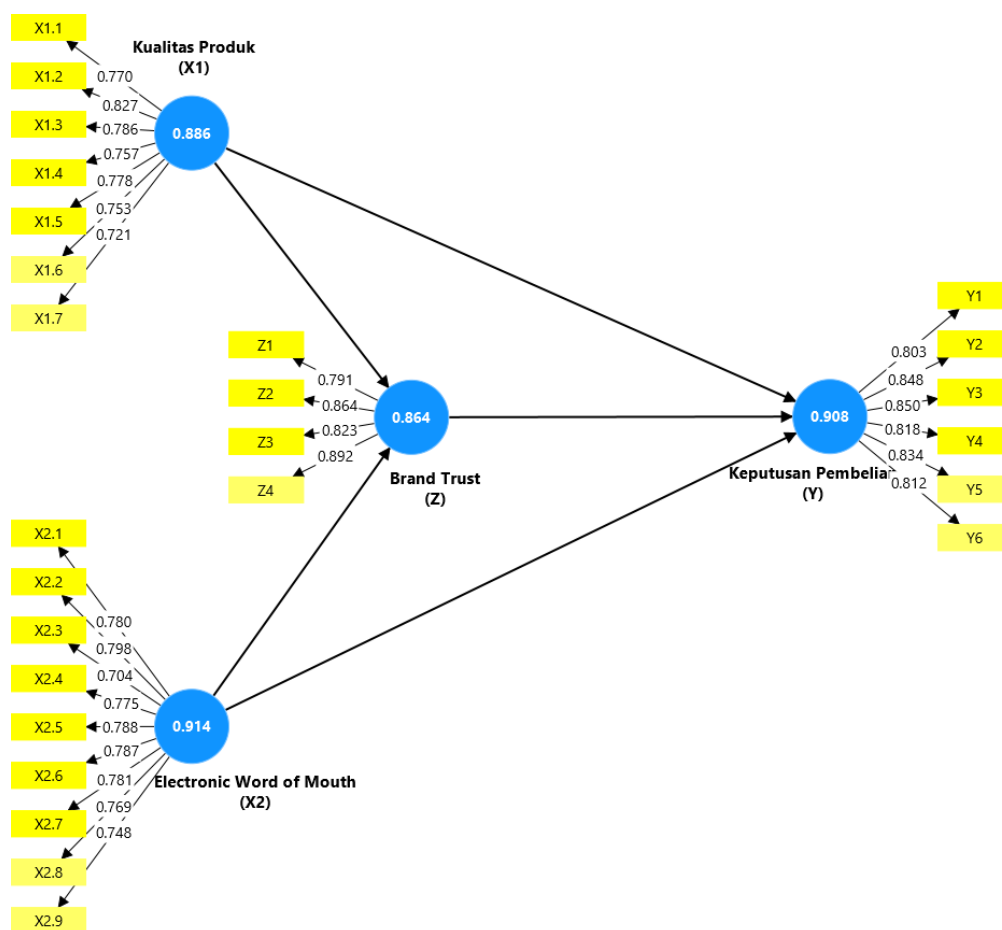 X1.1
X1.2
X1.3
X1.4
X1.5
X1.6
X1.7
0.770
0.827
0.786
0.757
0.778
0.753
0.721
Kualitas Produk
(X1)
0.886
Z1
Z2
Z3
Z4
0.791
0.864
0.823
0.892
0.864
Brand Trust
(Z)
Y1
Y2
Y3
Y4
Y5
Y6
0.803
0.848
0.850
0.818
0.834
0.812
0.908
Keputusan Pembelia
(Y)
X2.1
X2.2
X2.3
X2.4
X2.5
X2.6
X2.7
X2.8
X2.9
0.780
0.798
0.704
0.775
0.788
0.787
0.781
0.769
0.748
0.914
Electronic Word of Mouth
(X2)